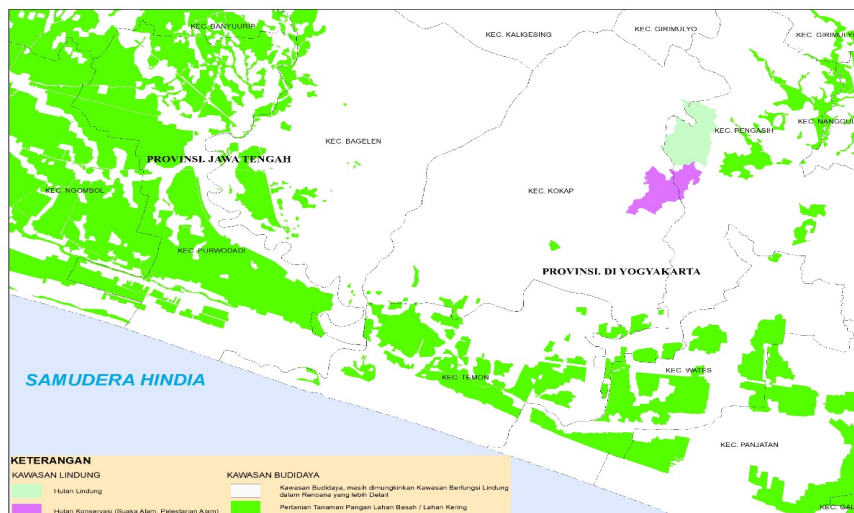 KEC. BANYUURIP
KEC. KALIGESING
KEC. GIRIMULYO
KEC. GIRIMULYO
KEC. NANGGUL
KEC. PENGASIH
KEC. BAGELEN
PROVINSI. JAWA TENGAH
KEC. NGOMBOL
KEC. KOKAP
KEC. PURWODADI
PROVINSI. DI YOGYAKARTA
SAMUDERA HINDIA
KEC. TEMON
KEC. WATES
KEC. PANJATAN
KETERANGAN
KAWASAN LINDUNG
Hutan Lindung
Hutan Konservasi (Suaka Alam, Pelestarian Alam)
KAWASAN BUDIDAYA
Kawasan Budidaya, masih dimungkinkan Kawasan Berfungsi Lindung
dalam Rencana yang lebih Detail
Pertanian Tanaman Pangan Lahan Basah / Lahan Kering
KEC. GAL